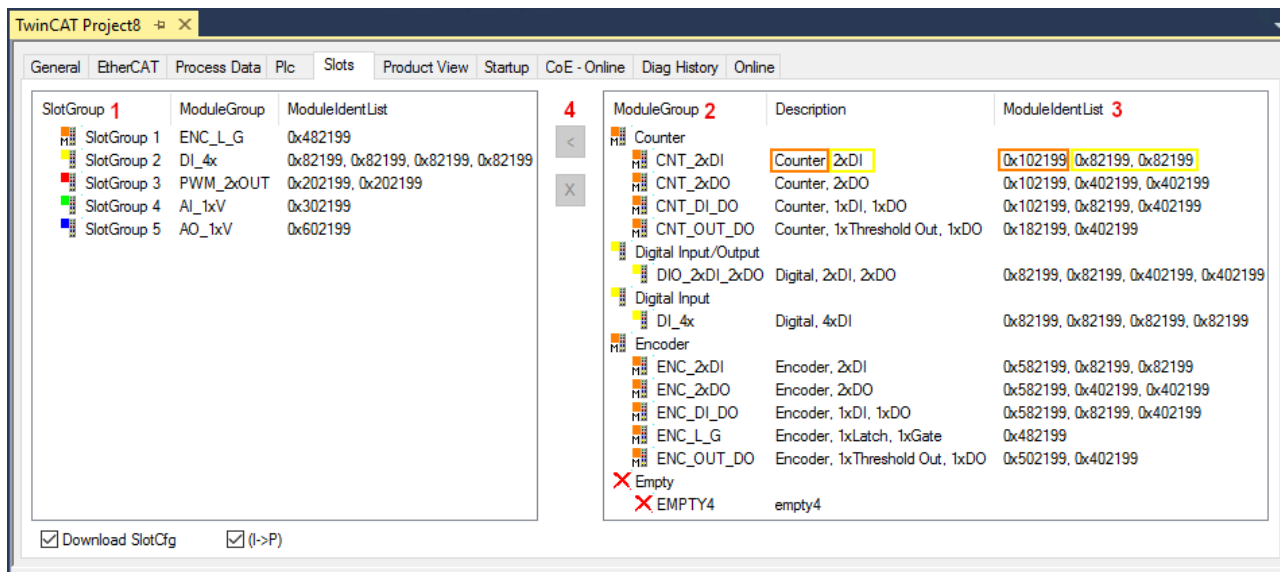 TwinCAT Project8
General EtherCAT Process Data Plc Slots Product View Startup CoE - Online Diag History Online
SlotGroup 1 ModuleGroup ModuleIdentList
SlotGroup 1 ENC_L_G 0x482199
SlotGroup 2 DI_4x 0x82199, 0x82199, 0x82199, 0x82199
SlotGroup 3 PWM_2xOUT 0x202199, 0x202199
SlotGroup 4 AI_1xV 0x302199
SlotGroup 5 AO_1xV 0x602199
4
<
X
ModuleGroup 2 Description ModuleIdentList 3
Counter
CNT_2xDI Counter, 2xDI 0x102199, 0x82199, 0x82199
CNT_2xDO Counter, 2xDO 0x102199, 0x402199, 0x402199
CNT_DI_DO Counter, 1xDI, 1xDO 0x102199, 0x82199, 0x402199
CNT_OUT_DO Counter, 1xThreshold Out, 1xDO 0x182199, 0x402199
Digital Input/Output
DIO_2xDI_2xDO Digital, 2xDI, 2xDO 0x82199, 0x82199, 0x402199, 0x402199
Digital Input
DI_4x Digital, 4xDI 0x82199, 0x82199, 0x82199, 0x82199
Encoder
ENC_2xDI Encoder, 2xDI 0x582199, 0x82199, 0x82199
ENC_2xDO Encoder, 2xDO 0x582199, 0x402199, 0x402199
ENC_DI_DO Encoder, 1xDI, 1xDO 0x582199, 0x82199, 0x402199
ENC_L_G Encoder, 1xLatch, 1xGate 0x482199
ENC_OUT_DO Encoder, 1xThreshold Out, 1xDO 0x502199, 0x402199
Empty
EMPTY4 empty4
Download SlotCfg (I->P)